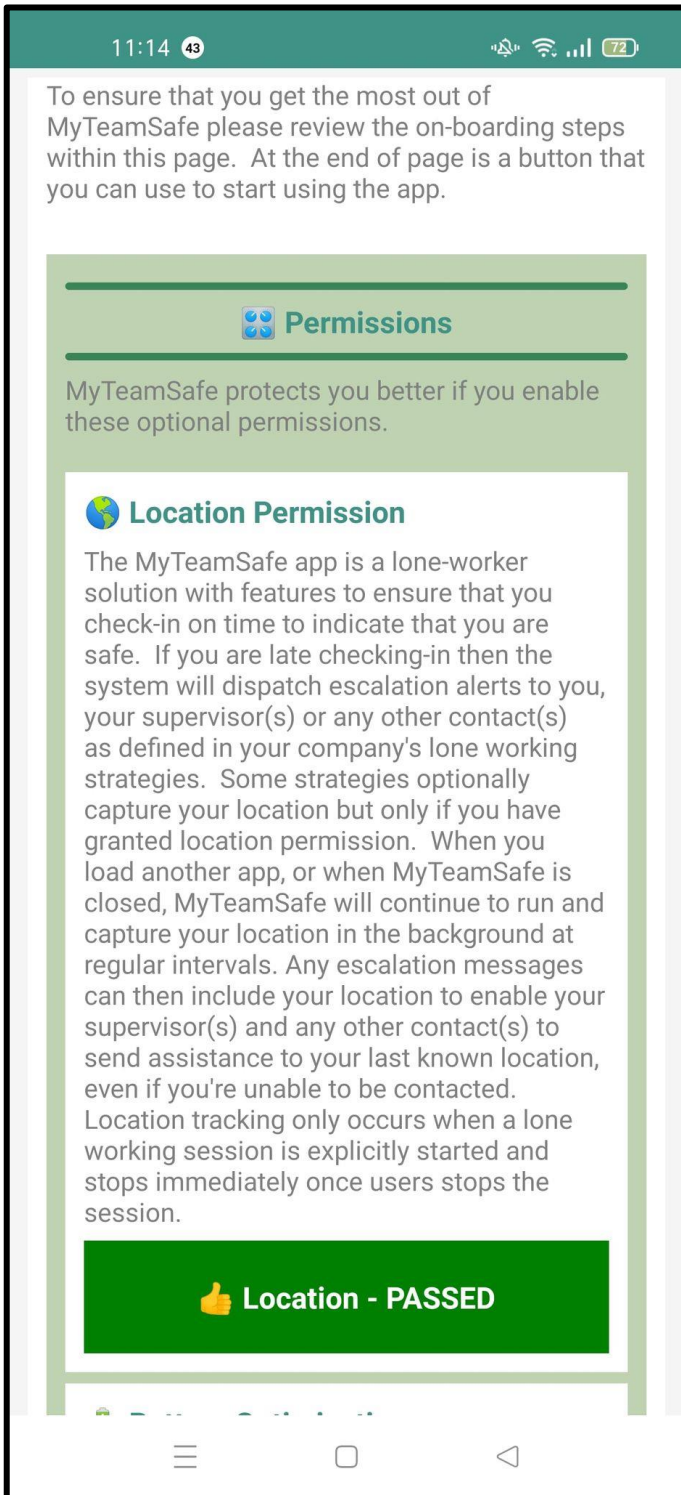 11:14 43 72
To ensure that you get the most out of
MyTeamSafe please review the on-boarding steps
within this page.  At the end of page is a button that
you can use to start using the app.
Permissions
MyTeamSafe protects you better if you enable
these optional permissions.
Location Permission
The MyTeamSafe app is a lone-worker
solution with features to ensure that you
check-in on time to indicate that you are
safe.  If you are late checking-in then the
system will dispatch escalation alerts to you,
your supervisor(s) or any other contact(s)
as defined in your company's lone working
strategies.  Some strategies optionally
capture your location but only if you have
granted location permission.  When you
load another app, or when MyTeamSafe is
closed, MyTeamSafe will continue to run and
capture your location in the background at
regular intervals. Any escalation messages
can then include your location to enable your
supervisor(s) and any other contact(s) to
send assistance to your last known location,
even if you're unable to be contacted.
Location tracking only occurs when a lone
working session is explicitly started and
stops immediately once users stops the
session.
Location - PASSED